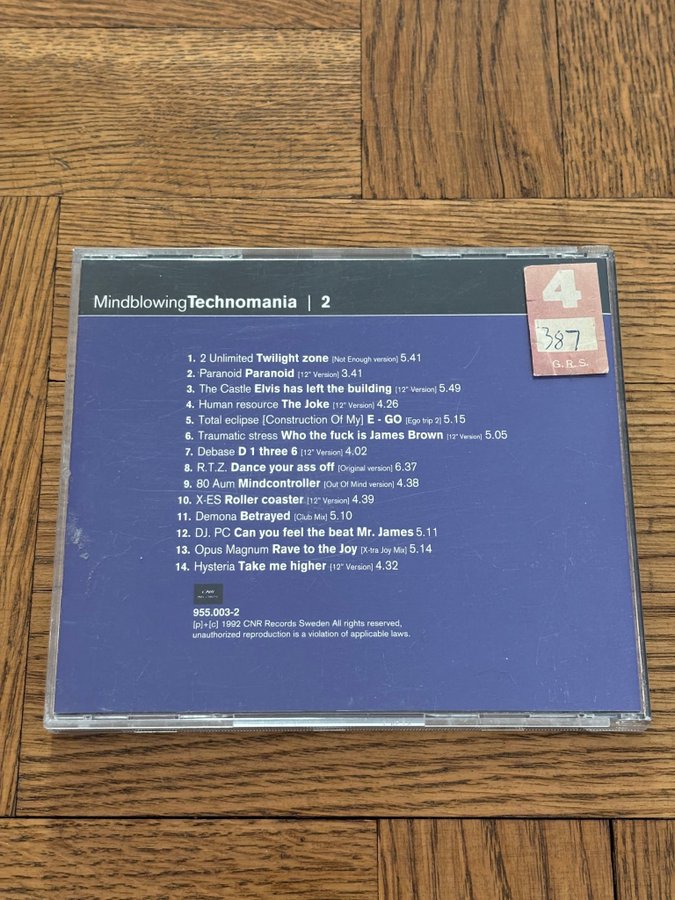 MindblowingTechnomania | 2
4
387
G.R.S.
1. 2 Unlimited Twilight zone [Not Enough version] 5.41
2. Paranoid Paranoid [12" Version] 3.41
3. The Castle Elvis has left the building [12" Version] 5.49
4. Human resource The Joke [12" Version] 4.26
5. Total eclipse [Construction Of My] E - GO [Ego trip 2] 5.15
6. Traumatic stress Who the fuck is James Brown [12" Version] 5.05
7. Debase D 1 three 6 [12" Version] 4.02
8. R.T.Z. Dance your ass off [Original version] 6.37
9. 80 Aum Mindcontroller [Out Of Mind version] 4.38
10. X-ES Roller coaster [12" Version] 4.39
11. Demona Betrayed [Club Mix] 5.10
12. DJ. PC Can you feel the beat Mr. James 5.11
13. Opus Magnum Rave to the Joy [X-tra Joy Mix] 5.14
14. Hysteria Take me higher [12" Version] 4.32
CNR
955.003-2
[p]+[c] 1992 CNR Records Sweden All rights reserved,
unauthorized reproduction is a violation of applicable laws.